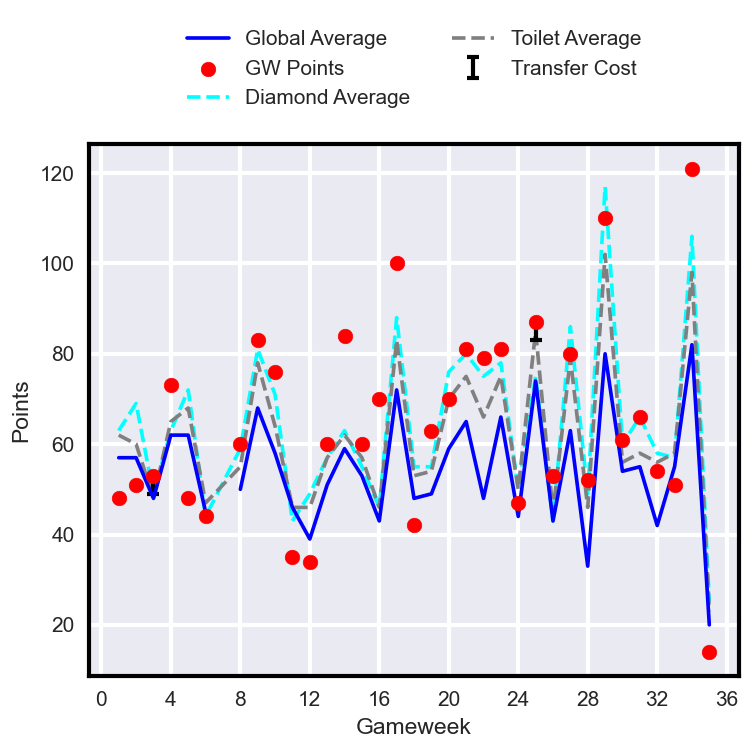 Global Average
GW Points
Diamond Average
Toilet Average
Transfer Cost
120
100
80
60
40
20
Points
0 4 8 12 16 20 24 28 32 36
Gameweek